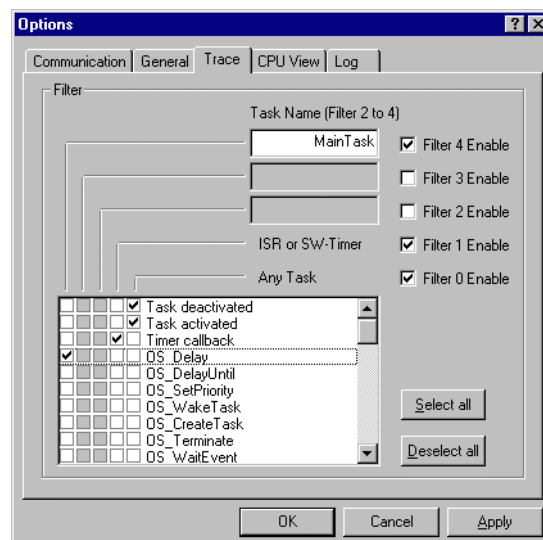 Options
Communication General Trace CPU View Log
Filter
Task Name (Filter 2 to 4)
MainTask Filter 4 Enable
Filter 3 Enable
Filter 2 Enable
ISR or SW-Timer Filter 1 Enable
Any Task Filter 0 Enable
Task deactivated
Task activated
Timer callback
OS_Delay
OS_DelayUntil
OS_SetPriority
OS_WakeTask
OS_CreateTask
OS_Terminate
OS_WaitEvent
Select all
Deselect all
OK Cancel Apply